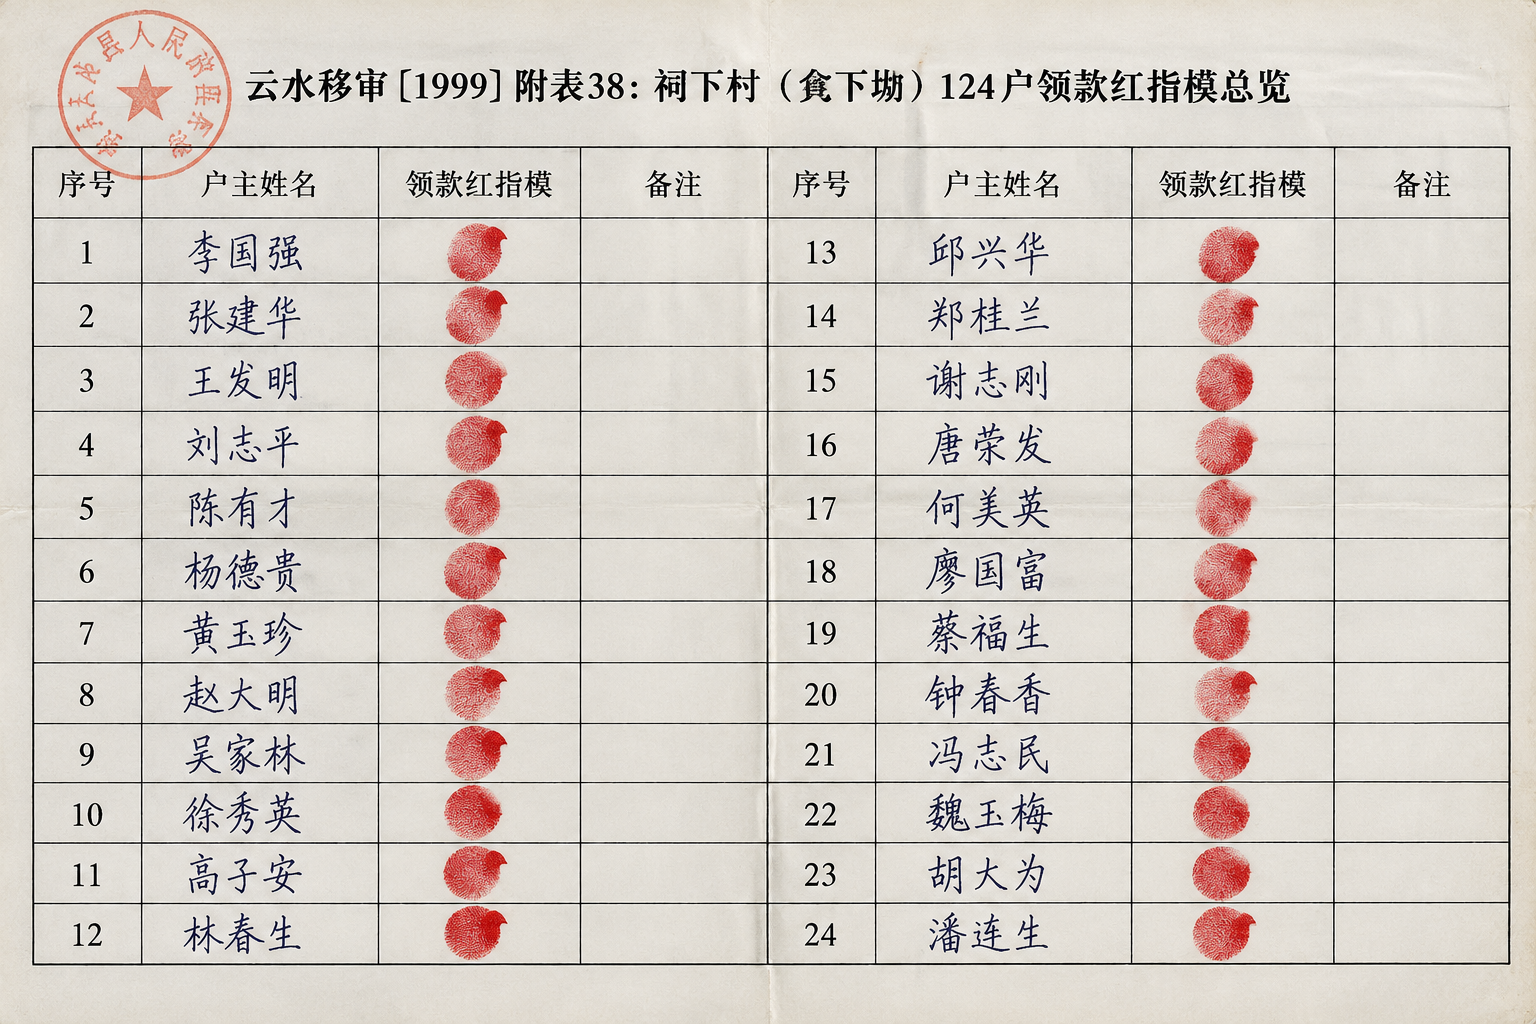 云水移审[1999]附表38：祠下村（食下塝）124户领款红指模总览
序号 户主姓名 领款红指模 备注 序号 户主姓名 领款红指模 备注
1 李国强 13 邱兴华
2 张建华 14 郑桂兰
3 王发明 15 谢志刚
4 刘志平 16 唐荣发
5 陈有才 17 何美英
6 杨德贵 18 廖国富
7 黄玉珍 19 蔡福生
8 赵大明 20 钟春香
9 吴家林 21 冯志民
10 徐秀英 22 魏玉梅
11 高子安 23 胡大为
12 林春生 24 潘连生